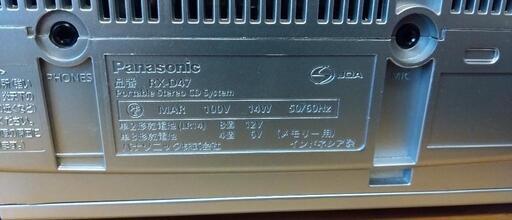 Panasonic
品番 RX-D47
Portable Stereo CD System
JQA
MAR 100V 14W 50/60Hz
単2形乾電池(LR14) 8個 12V
単3形乾電池 4個 6V (メモリー用)
パナソニック株式会社 インドネシア製
PHONES
MIC